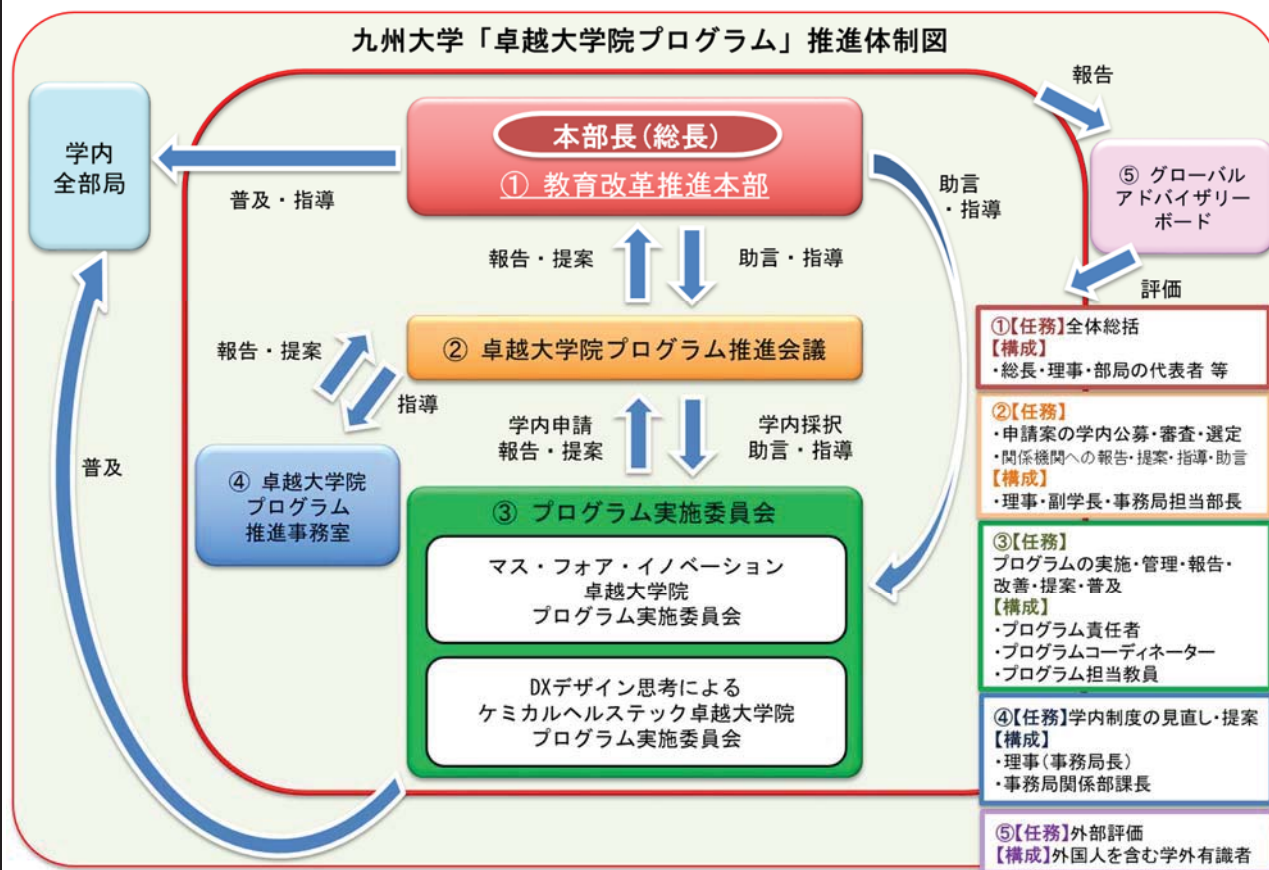 九州大学「卓越大学院プログラム」推進体制図
報告
学内
全部局
本部長(総長)
① 教育改革推進本部
普及・指導
助言
・指導
⑤ グローバル
アドバイザリー
ボード
報告・提案
助言・指導
評価
② 卓越大学院プログラム推進会議
報告・提案
指導
学内申請
報告・提案
学内採択
助言・指導
普及
④ 卓越大学院
プログラム
推進事務室
③ プログラム実施委員会
マス・フォア・イノベーション
卓越大学院
プログラム実施委員会
DXデザイン思考による
ケミカルヘルステック卓越大学院
プログラム実施委員会
①【任務】全体総括
【構成】
・総長・理事・部局の代表者 等
②【任務】
・申請案の学内公募・審査・選定
・関係機関への報告・提案・指導・助言
【構成】
・理事・副学長・事務局担当部長
③【任務】
プログラムの実施・管理・報告・
改善・提案・普及
【構成】
・プログラム責任者
・プログラムコーディネーター
・プログラム担当教員
④【任務】学内制度の見直し・提案
【構成】
・理事(事務局長)
・事務局関係部課長
⑤【任務】外部評価
【構成】外国人を含む学外有識者